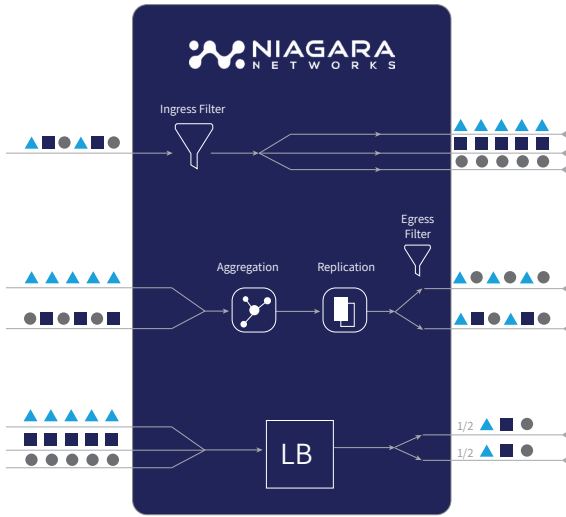 NIAGARA
NETWORKS
Ingress Filter
Egress
Filter
Aggregation
Replication
1/2
LB
1/2